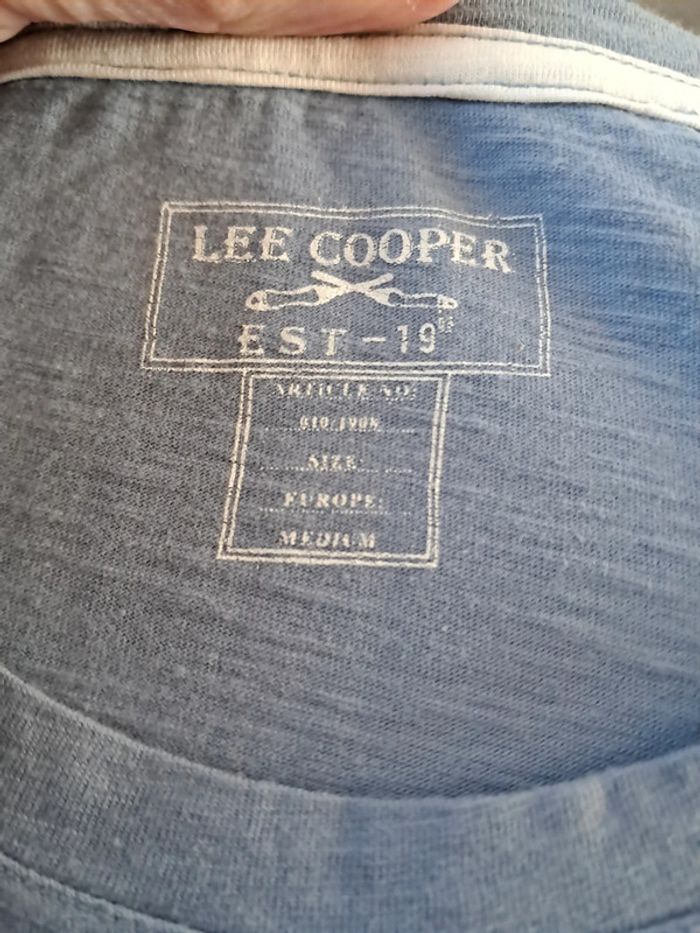 LEE COOPER
EST - 19
ARTICLE NO:
SIZE:
EUROPE:
MEDIUM